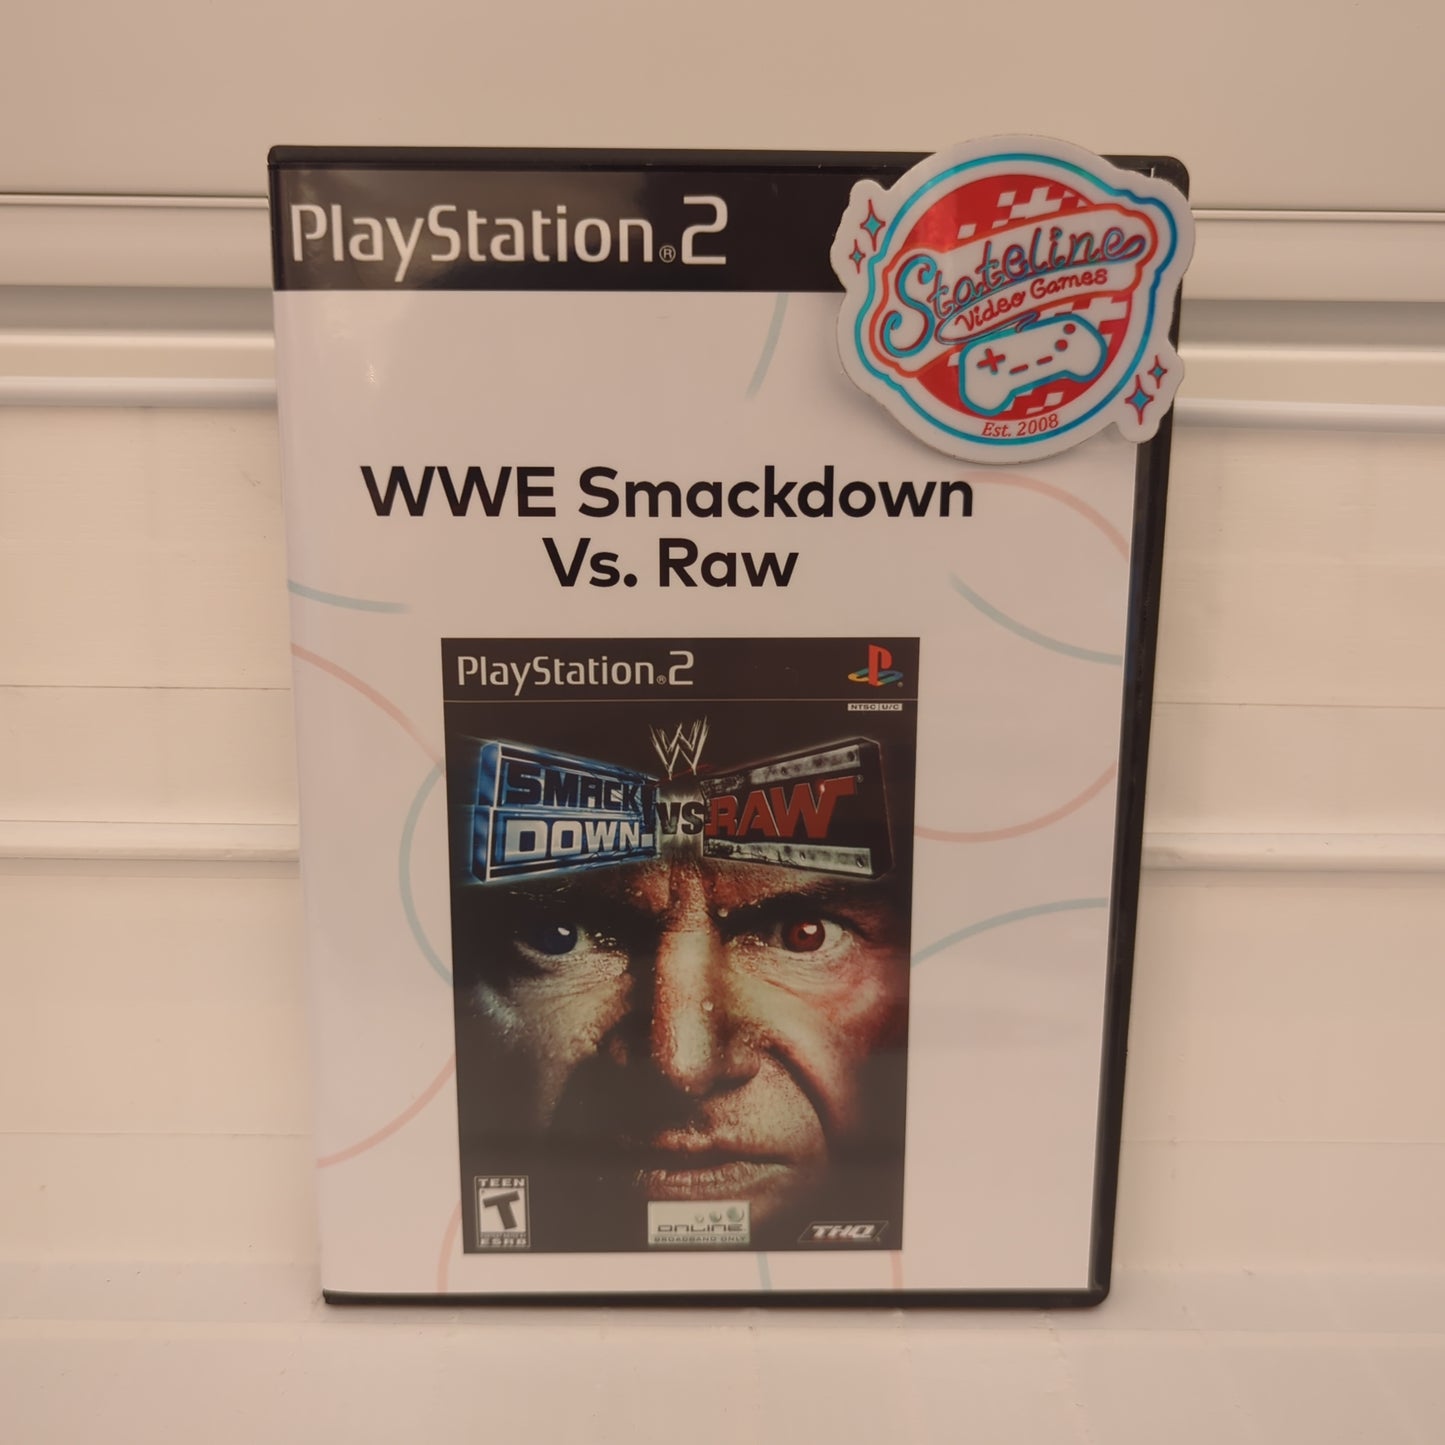 PlayStation®2
Stateline
Video Games
Est. 2008
WWE Smackdown
Vs. Raw
PlayStation®2
NTSC U/C
W
SMACK
DOWN!
VS
RAW
TEEN
T
ESRB
ONLINE
BROADBAND ONLY
THQ